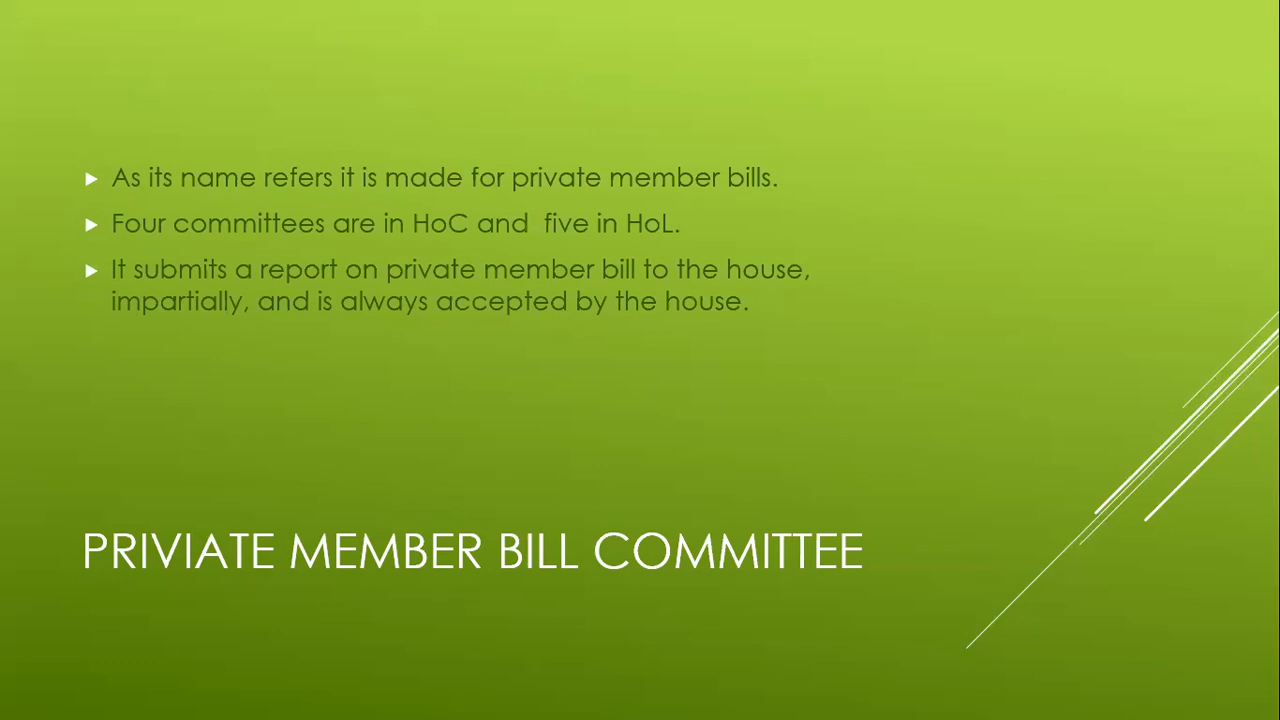 As its name refers it is made for private member bills.
Four committees are in HoC and  five in HoL.
It submits a report on private member bill to the house,
impartially, and is always accepted by the house.
PRIVIATE MEMBER BILL COMMITTEE